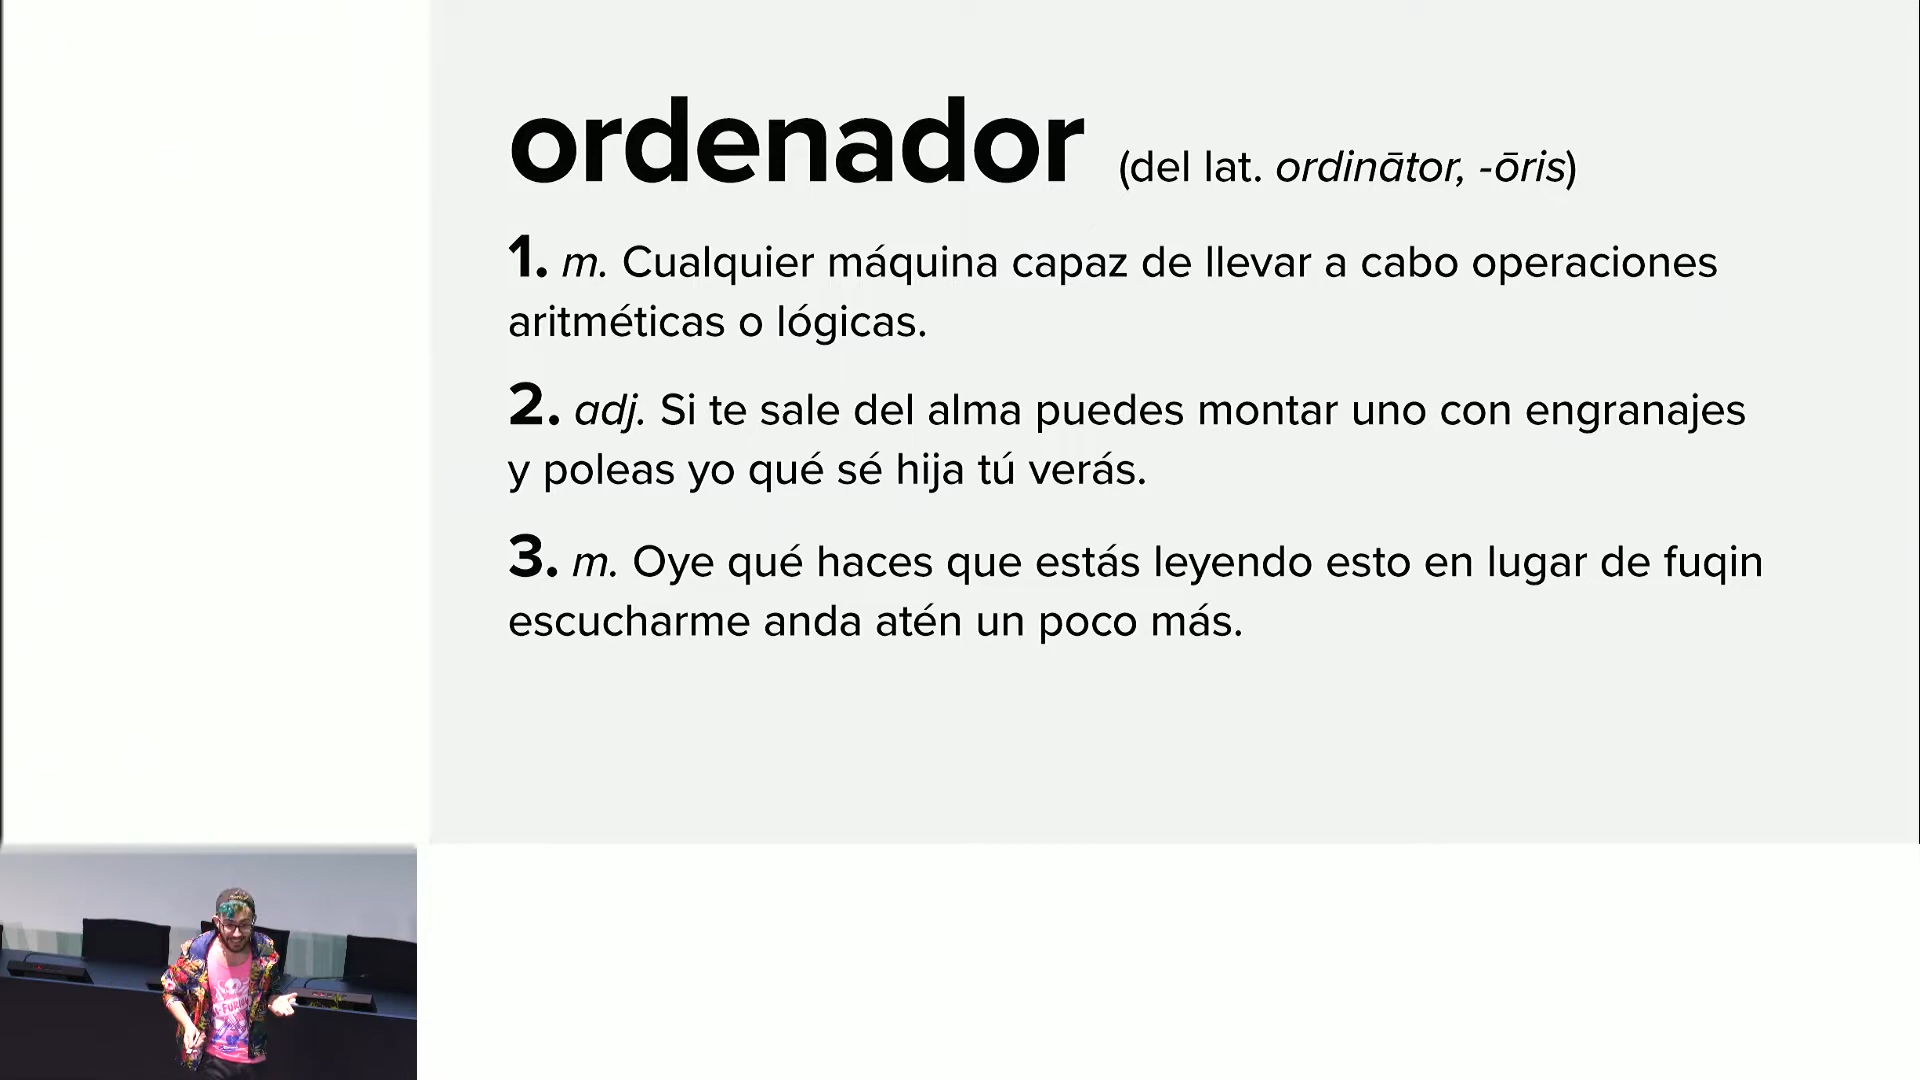 ordenador (del lat. ordinātor, -ōris)
1. m. Cualquier máquina capaz de llevar a cabo operaciones
aritméticas o lógicas.
2. adj. Si te sale del alma puedes montar uno con engranajes
y poleas yo qué sé hija tú verás.
3. m. Oye qué haces que estás leyendo esto en lugar de fuqin
escucharme anda atén un poco más.